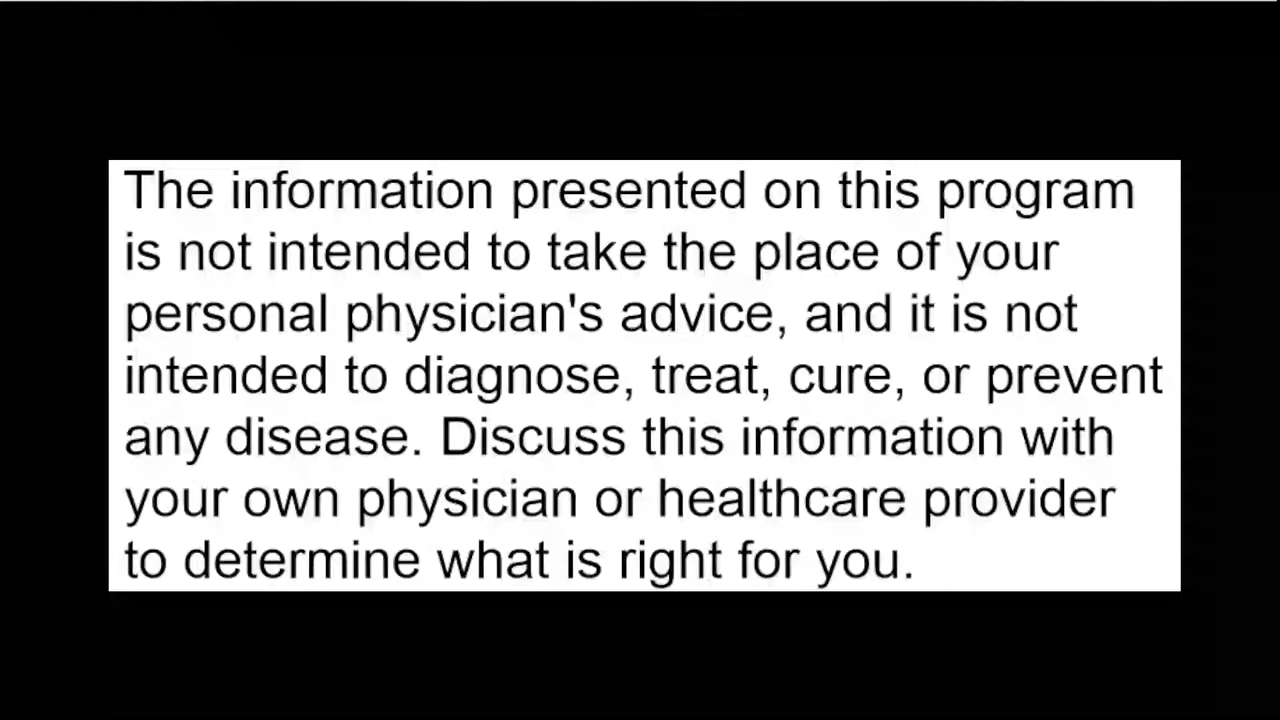 The information presented on this program
is not intended to take the place of your
personal physician's advice, and it is not
intended to diagnose, treat, cure, or prevent
any disease. Discuss this information with
your own physician or healthcare provider
to determine what is right for you.